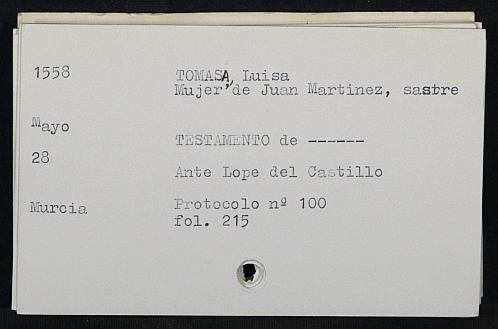 1558
TOMASA, Luisa
Mujer de Juan Martinez, sastre
Mayo
TESTAMENTO de ------
28
Ante Lope del Castillo
Murcia
Protocolo nº 100
fol. 215